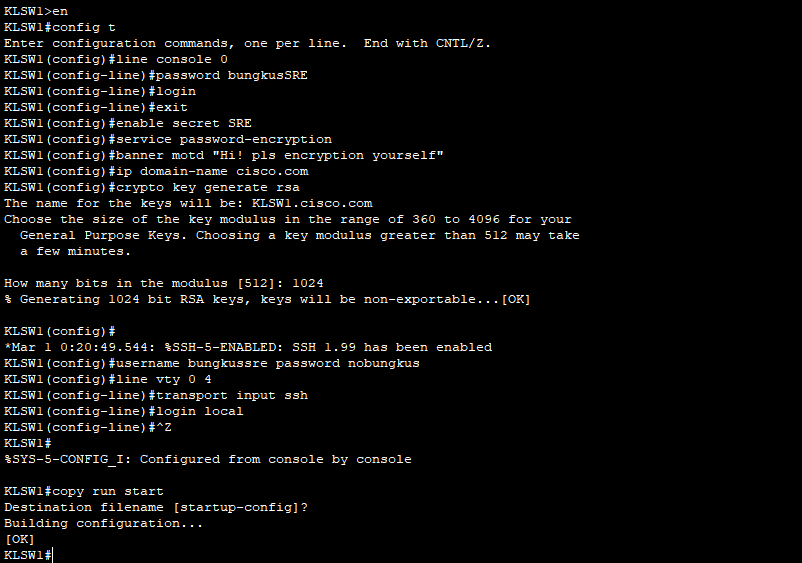 KLSW1>en
KLSW1#config t
Enter configuration commands, one per line.  End with CNTL/Z.
KLSW1(config)#line console 0
KLSW1(config-line)#password bungkusSRE
KLSW1(config-line)#login
KLSW1(config-line)#exit
KLSW1(config)#enable secret SRE
KLSW1(config)#service password-encryption
KLSW1(config)#banner motd "Hi! pls encryption yourself"
KLSW1(config)#ip domain-name cisco.com
KLSW1(config)#crypto key generate rsa
The name for the keys will be: KLSW1.cisco.com
Choose the size of the key modulus in the range of 360 to 4096 for your
  General Purpose Keys. Choosing a key modulus greater than 512 may take
  a few minutes.

How many bits in the modulus [512]: 1024
% Generating 1024 bit RSA keys, keys will be non-exportable...[OK]

KLSW1(config)#
*Mar 1 0:20:49.544: %SSH-5-ENABLED: SSH 1.99 has been enabled
KLSW1(config)#username bungkussre password nobungkus
KLSW1(config)#line vty 0 4
KLSW1(config-line)#transport input ssh
KLSW1(config-line)#login local
KLSW1(config-line)#^Z
KLSW1#
%SYS-5-CONFIG_I: Configured from console by console

KLSW1#copy run start
Destination filename [startup-config]?
Building configuration...
[OK]
KLSW1#